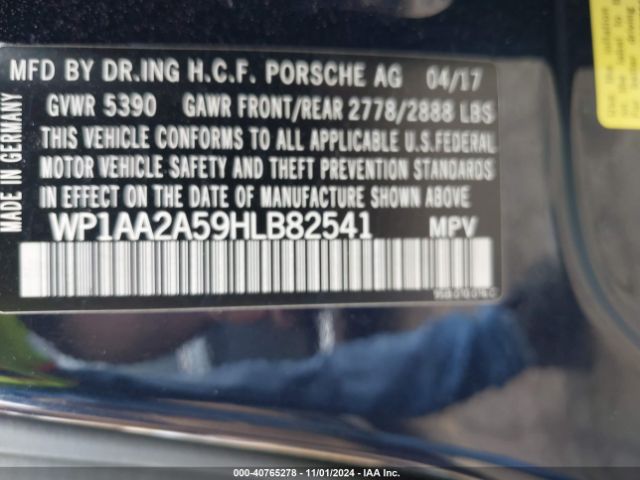 MFD BY DR.ING H.C.F. PORSCHE AG 04/17
GVWR 5390 GAWR FRONT/REAR 2778/2888 LBS
THIS VEHICLE CONFORMS TO ALL APPLICABLE U.S.FEDERAL
MOTOR VEHICLE SAFETY AND THEFT PREVENTION STANDARDS
IN EFFECT ON THE DATE OF MANUFACTURE SHOWN ABOVE.
WP1AA2A59HLB82541 MPV
MADE IN GERMANY
000-40765278 - 11/01/2024 - IAAI.COM